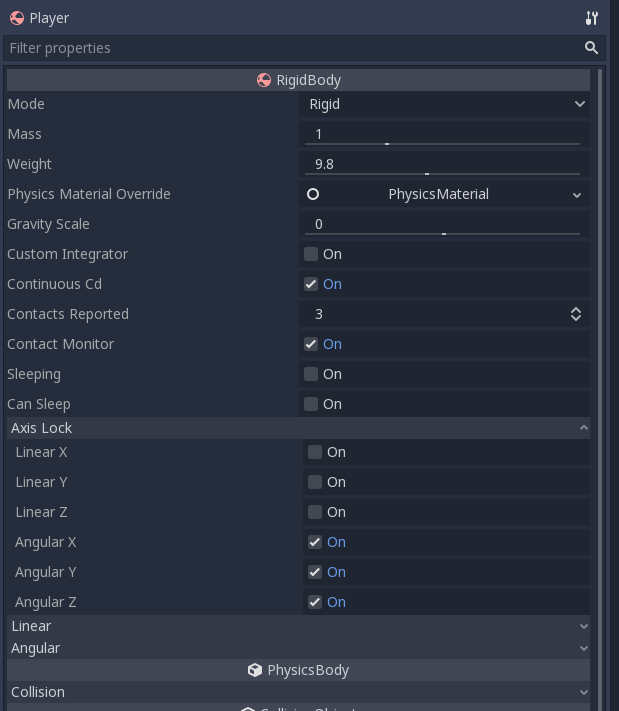 Player
Filter properties
RigidBody
Mode Rigid
Mass 1
Weight 9.8
Physics Material Override PhysicsMaterial
Gravity Scale 0
Custom Integrator On
Continuous Cd On
Contacts Reported 3
Contact Monitor On
Sleeping On
Can Sleep On
Axis Lock
Linear X On
Linear Y On
Linear Z On
Angular X On
Angular Y On
Angular Z On
Linear
Angular
PhysicsBody
Collision
CollisionObject